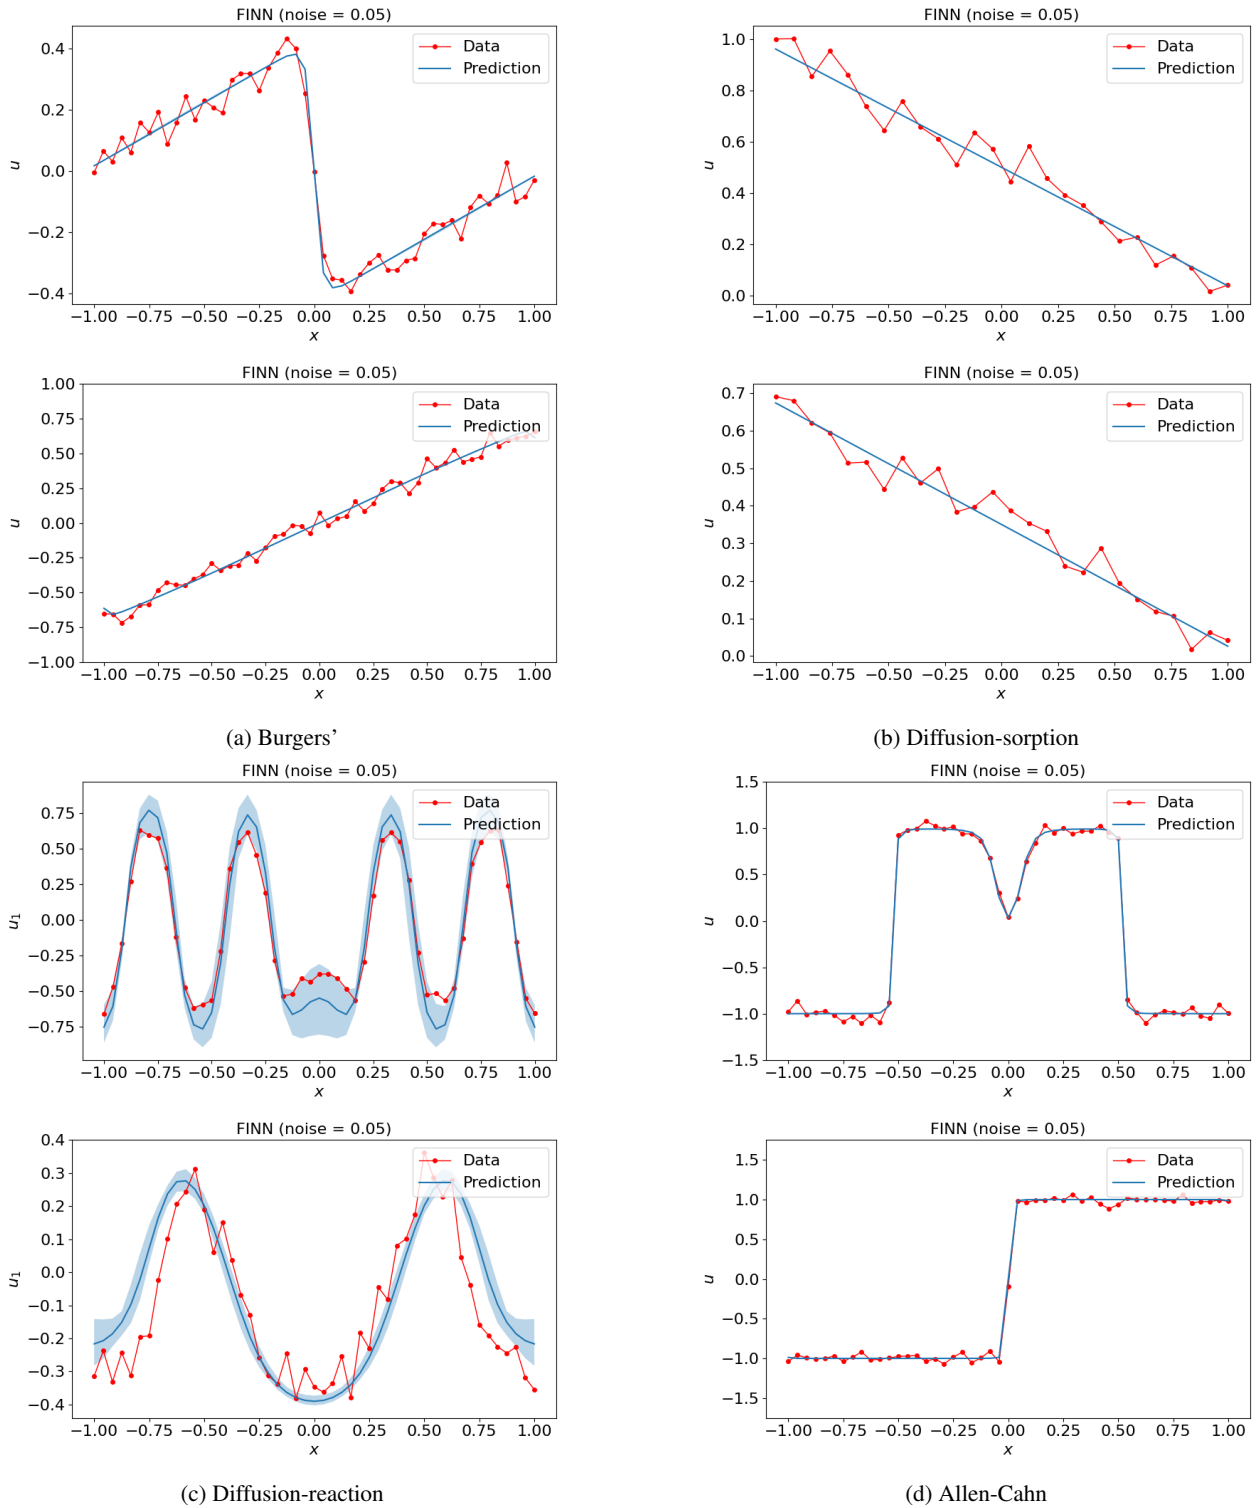 FINN (noise = 0.05)
Data
Prediction
0.4
0.2
0.0
−0.2
−0.4
u
−1.00 −0.75 −0.50 −0.25 0.00 0.25 0.50 0.75 1.00
x
FINN (noise = 0.05)
Data
Prediction
1.0
0.8
0.6
0.4
0.2
0.0
u
−1.00 −0.75 −0.50 −0.25 0.00 0.25 0.50 0.75 1.00
x
FINN (noise = 0.05)
Data
Prediction
1.00
0.75
0.50
0.25
0.00
−0.25
−0.50
−0.75
−1.00
u
−1.00 −0.75 −0.50 −0.25 0.00 0.25 0.50 0.75 1.00
x
FINN (noise = 0.05)
Data
Prediction
0.7
0.6
0.5
0.4
0.3
0.2
0.1
0.0
u
−1.00 −0.75 −0.50 −0.25 0.00 0.25 0.50 0.75 1.00
x
(a) Burgers’
(b) Diffusion-sorption
FINN (noise = 0.05)
Data
Prediction
0.75
0.50
0.25
0.00
−0.25
−0.50
−0.75
u₁
−1.00 −0.75 −0.50 −0.25 0.00 0.25 0.50 0.75 1.00
x
FINN (noise = 0.05)
Data
Prediction
1.5
1.0
0.5
0.0
−0.5
−1.0
−1.5
u
−1.00 −0.75 −0.50 −0.25 0.00 0.25 0.50 0.75 1.00
x
FINN (noise = 0.05)
Data
Prediction
0.4
0.3
0.2
0.1
0.0
−0.1
−0.2
−0.3
−0.4
u₁
−1.00 −0.75 −0.50 −0.25 0.00 0.25 0.50 0.75 1.00
x
FINN (noise = 0.05)
Data
Prediction
1.5
1.0
0.5
0.0
−0.5
−1.0
−1.5
u
−1.00 −0.75 −0.50 −0.25 0.00 0.25 0.50 0.75 1.00
x
(c) Diffusion-reaction
(d) Allen-Cahn